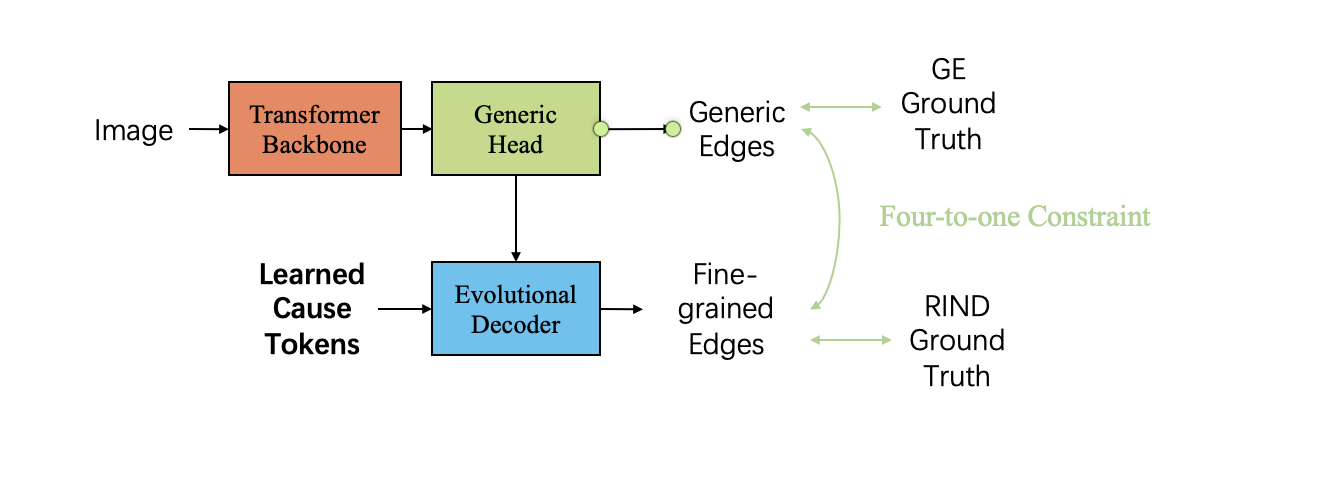 Image
Transformer
Backbone
Generic
Head
Generic
Edges
GE
Ground
Truth
Four-to-one Constraint
Learned
Cause
Tokens
Evolutional
Decoder
Fine-
grained
Edges
RIND
Ground
Truth